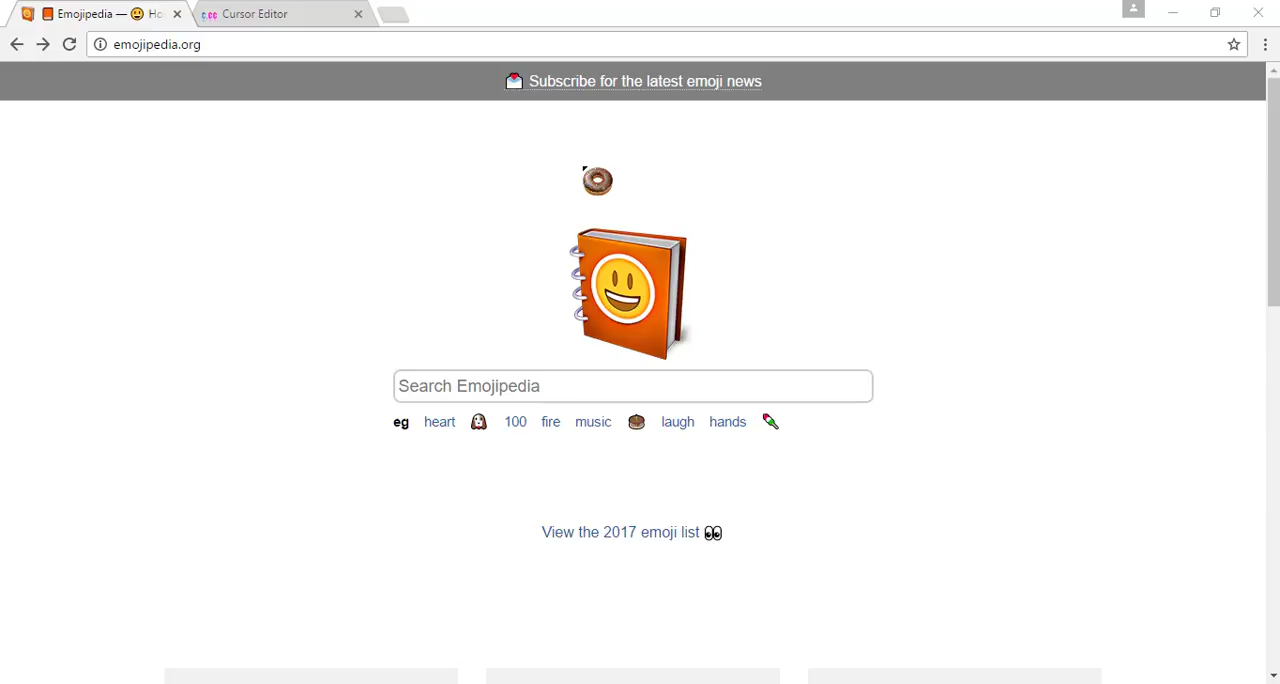 Emojipedia — 😃 Ho
Cursor Editor
emojipedia.org
Subscribe for the latest emoji news
Search Emojipedia
eg heart 100 fire music laugh hands
View the 2017 emoji list